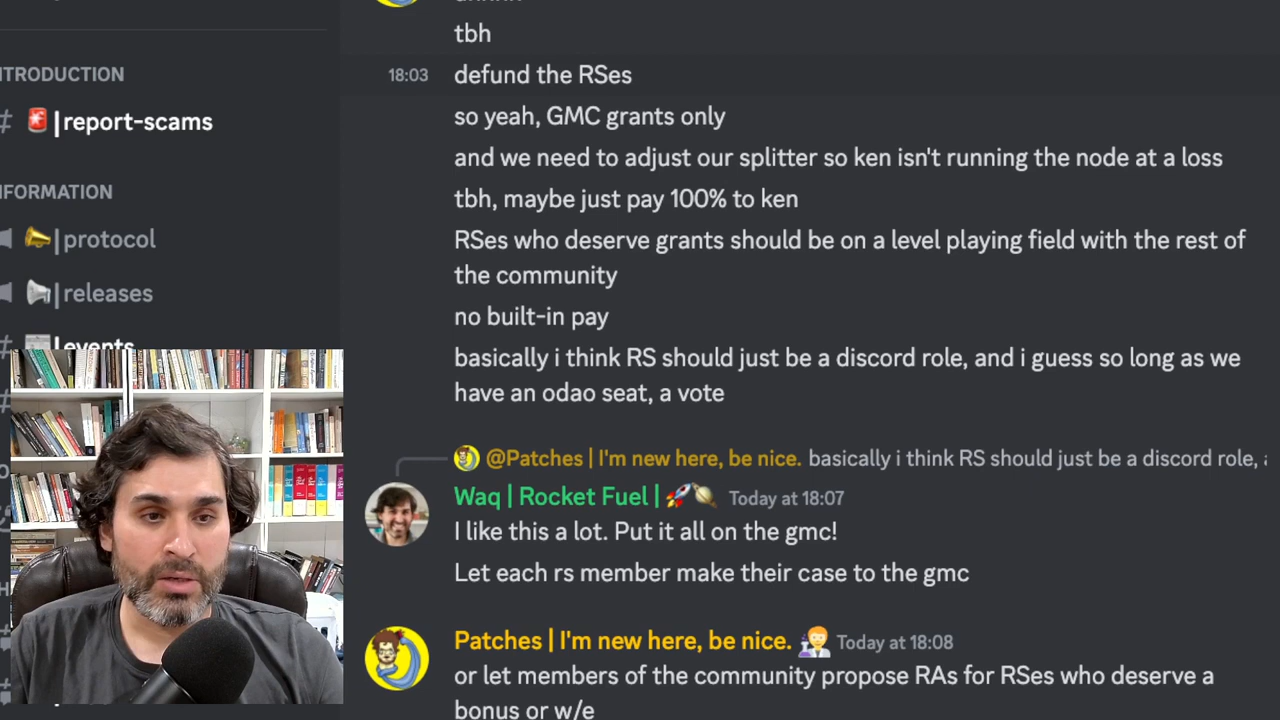 tbh
NTRODUCTION
18:03 defund the RSes
# | report-scams
so yeah, GMC grants only
and we need to adjust our splitter so ken isn't running the node at a loss
NFORMATION
tbh, maybe just pay 100% to ken
| protocol
RSes who deserve grants should be on a level playing field with the rest of
the community
| releases
no built-in pay
# | events
basically i think RS should just be a discord role, and i guess so long as we
have an odao seat, a vote
@Patches | I'm new here, be nice. basically i think RS should just be a discord role,
Waq | Rocket Fuel | Today at 18:07
I like this a lot. Put it all on the gmc!
Let each rs member make their case to the gmc
Patches | I'm new here, be nice. Today at 18:08
or let members of the community propose RAs for RSes who deserve a
bonus or w/e